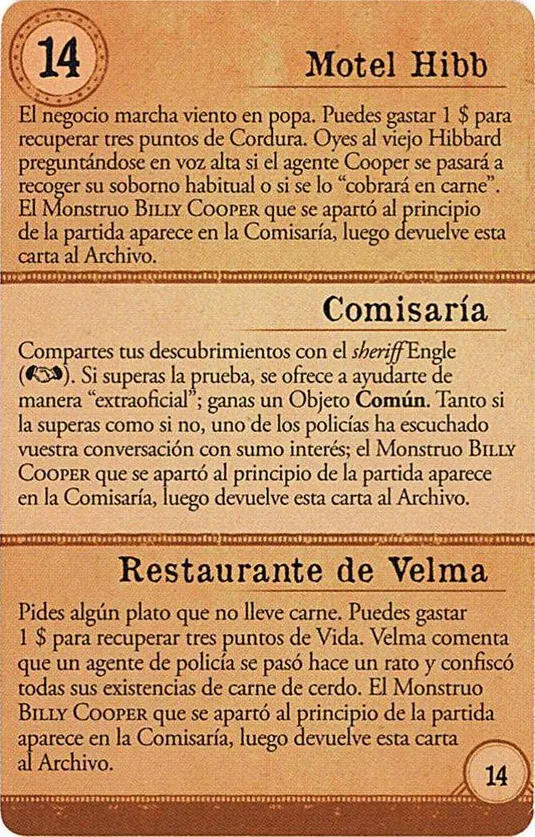 14
Motel Hibb
El negocio marcha viento en popa. Puedes gastar 1 $ para
recuperar tres puntos de Cordura. Oyes al viejo Hibbard
preguntándose en voz alta si el agente Cooper se pasará a
recoger su soborno habitual o si se lo “cobrará en carne”.
El Monstruo BILLY COOPER que se apartó al principio
de la partida aparece en la Comisaría, luego devuelve esta
carta al Archivo.
Comisaría
Compartes tus descubrimientos con el sheriff Engle
(). Si superas la prueba, se ofrece a ayudarte de
manera “extraoficial”; ganas un Objeto Común. Tanto si
la superas como si no, uno de los policías ha escuchado
vuestra conversación con sumo interés; el Monstruo BILLY
COOPER que se apartó al principio de la partida aparece
en la Comisaría, luego devuelve esta carta al Archivo.
Restaurante de Velma
Pides algún plato que no lleve carne. Puedes gastar
1 $ para recuperar tres puntos de Vida. Velma comenta
que un agente de policía se pasó hace un rato y confiscó
todas sus existencias de carne de cerdo. El Monstruo
BILLY COOPER que se apartó al principio de la partida
aparece en la Comisaría, luego devuelve esta carta
al Archivo.
14